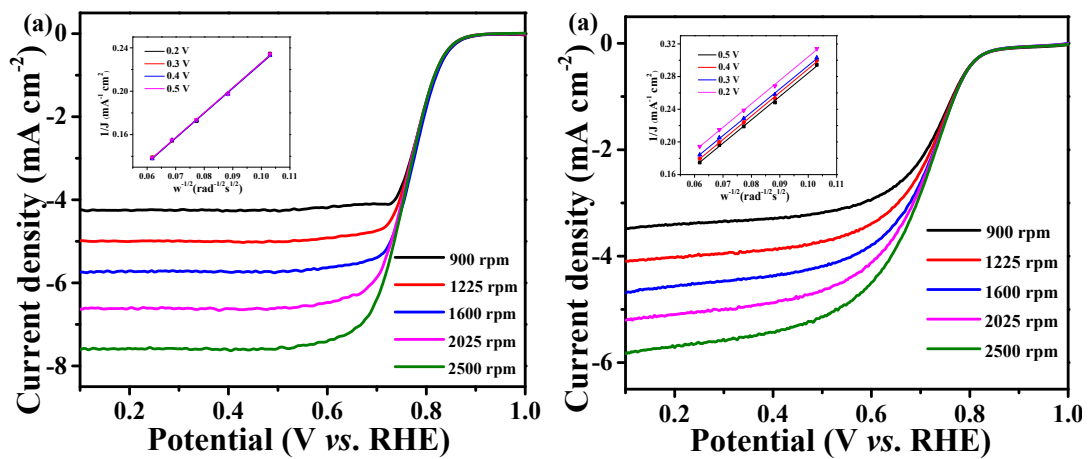 (a)
0
-2
-4
-6
-8
0.2
0.4
0.6
0.8
1.0
Current density (mA cm-2)
Potential (V vs. RHE)
900 rpm
1225 rpm
1600 rpm
2025 rpm
2500 rpm
0.24
0.20
0.16
0.06
0.07
0.08
0.09
0.10
0.11
1/J /mA-1 cm2)
w-1/2(rad-1/2s1/2)
0.2 V
0.3 V
0.4 V
0.5 V
(a)
0
-2
-4
-6
0.2
0.4
0.6
0.8
1.0
Current density (mA cm-2)
Potential (V vs. RHE)
900 rpm
1225 rpm
1600 rpm
2025 rpm
2500 rpm
0.32
0.28
0.24
0.20
0.16
0.06
0.07
0.08
0.09
0.10
0.11
1/J /mA-1 cm2)
w-1/2(rad-1/2s1/2)
0.5 V
0.4 V
0.3 V
0.2 V